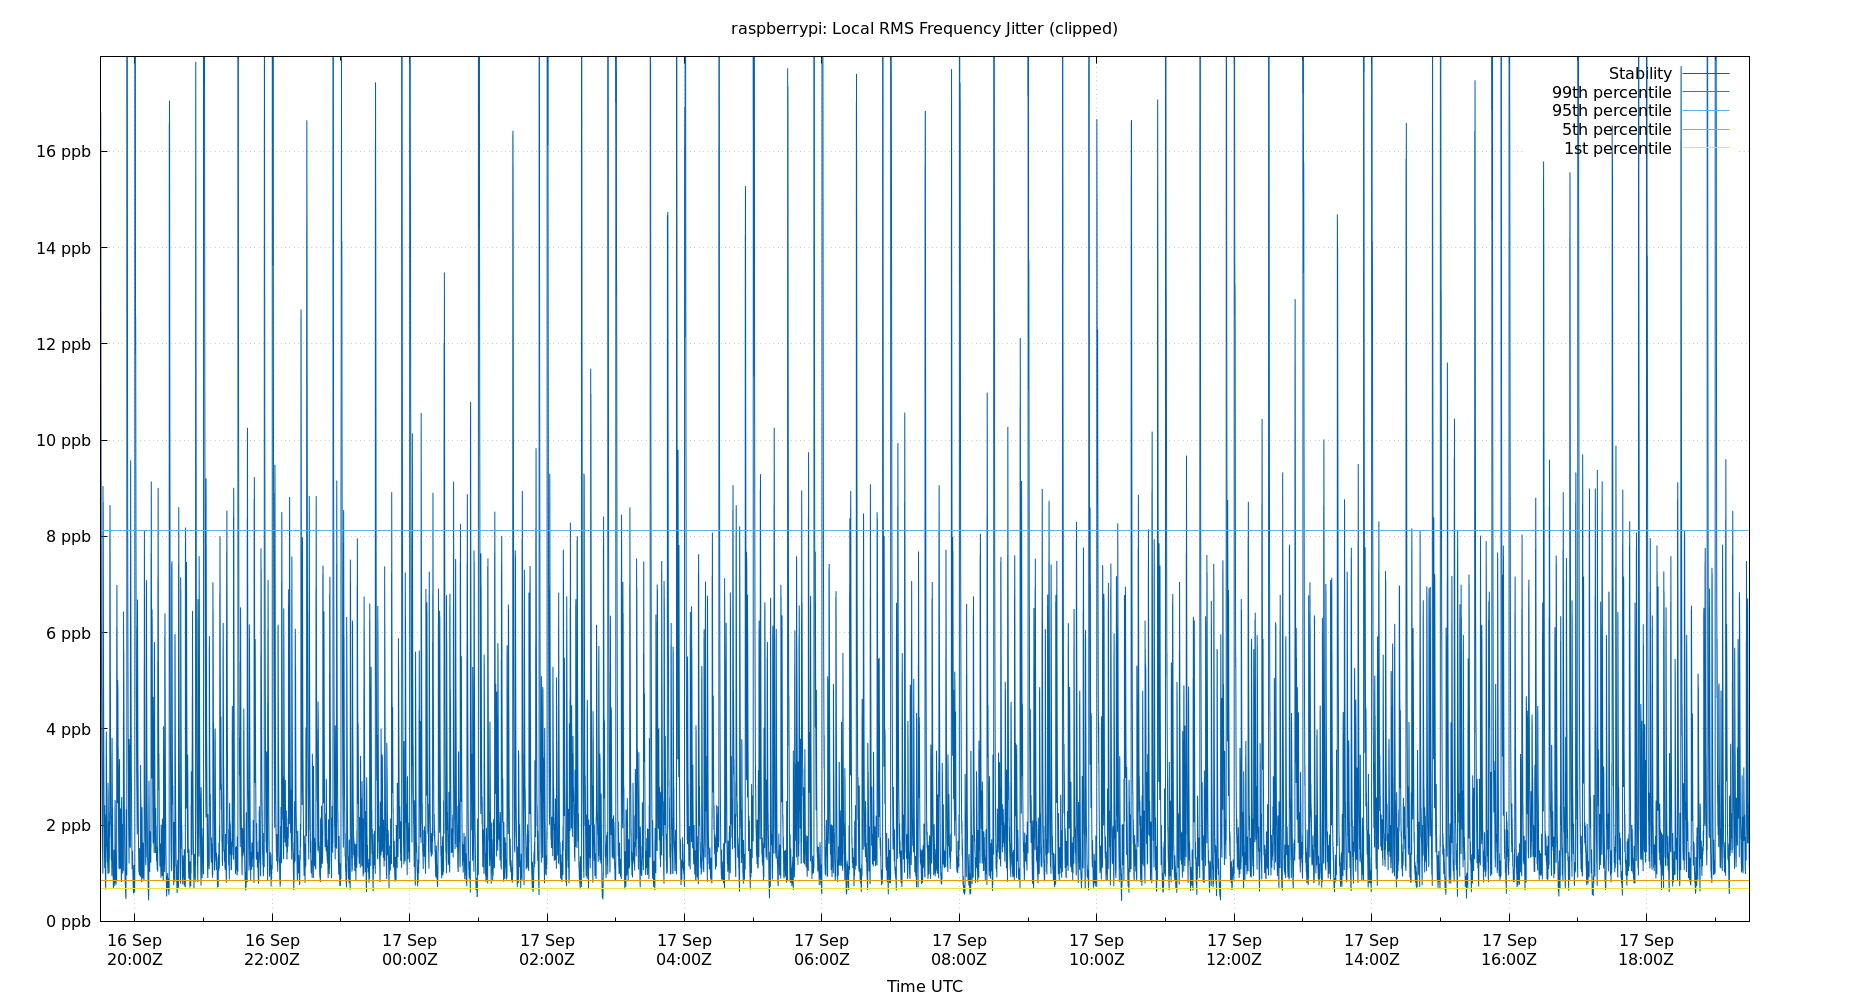 raspberrypi: Local RMS Frequency Jitter (clipped)
Stability
99th percentile
95th percentile
5th percentile
1st percentile
16 ppb
14 ppb
12 ppb
10 ppb
8 ppb
6 ppb
4 ppb
2 ppb
0 ppb
16 Sep 16 Sep 17 Sep 17 Sep 17 Sep 17 Sep 17 Sep 17 Sep 17 Sep 17 Sep 17 Sep 17 Sep
20:00Z 22:00Z 00:00Z 02:00Z 04:00Z 06:00Z 08:00Z 10:00Z 12:00Z 14:00Z 16:00Z 18:00Z
Time UTC